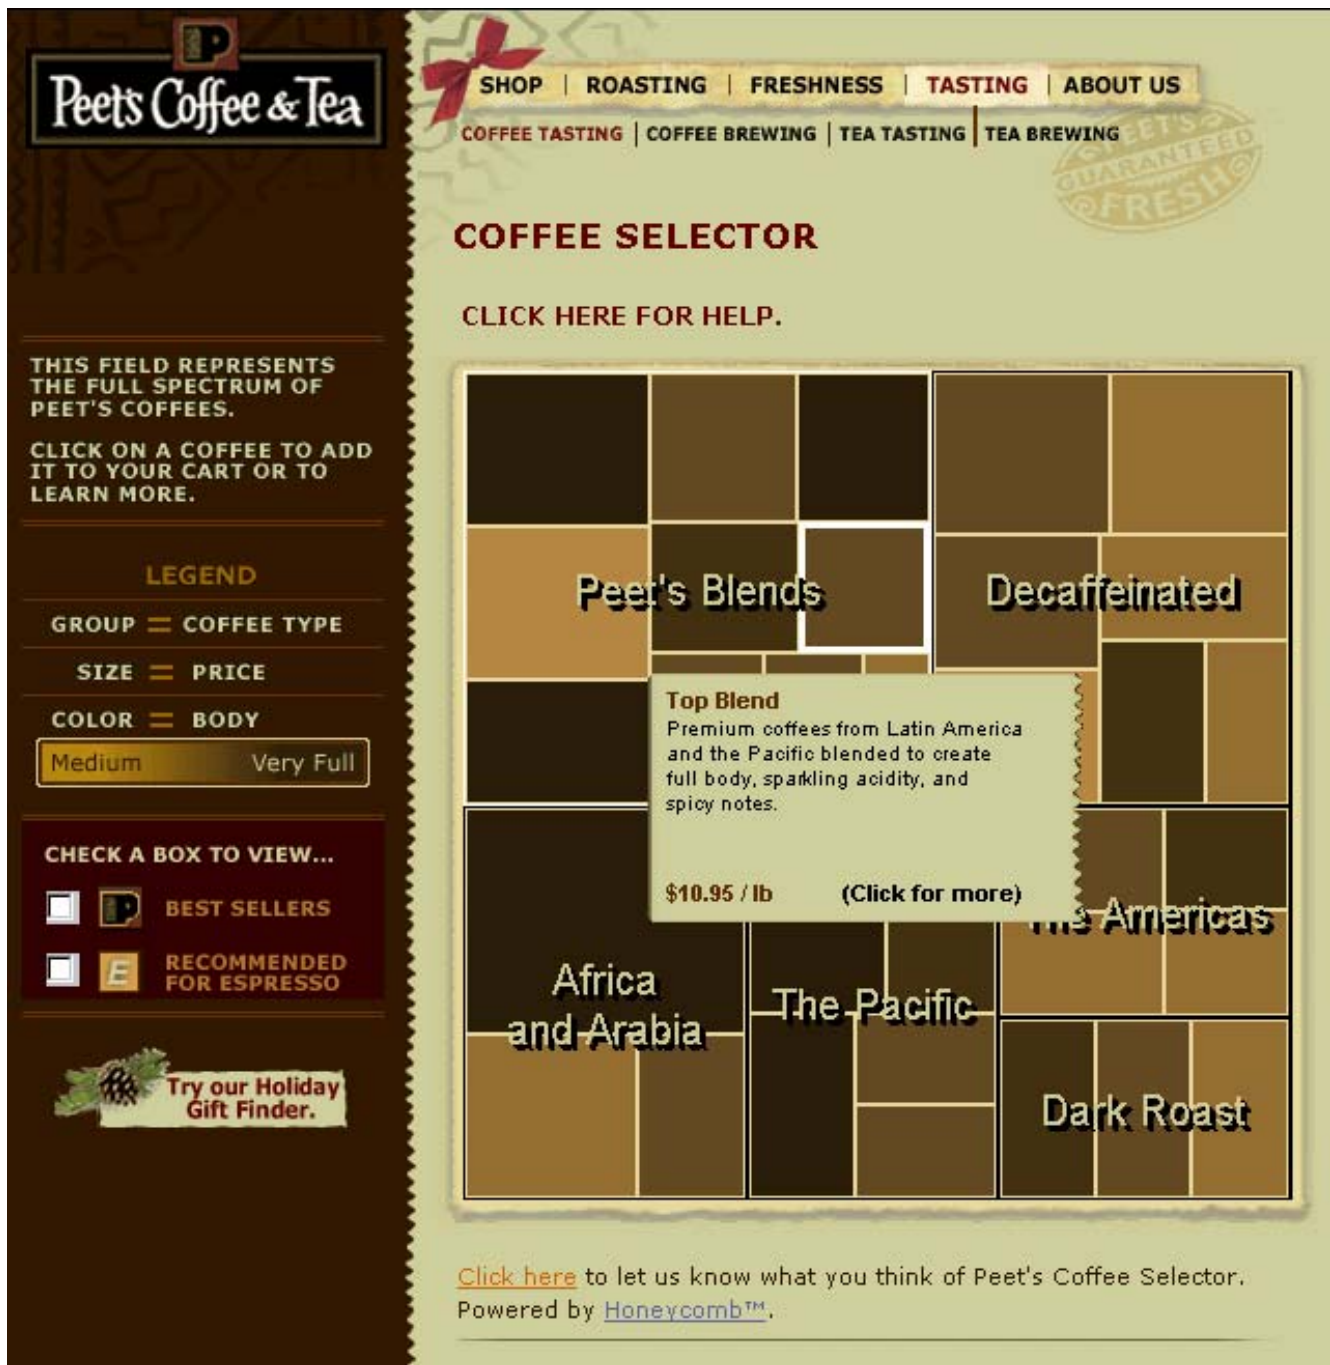 Peet's Coffee & Tea
SHOP | ROASTING | FRESHNESS | TASTING | ABOUT US
COFFEE TASTING | COFFEE BREWING | TEA TASTING | TEA BREWING
PEET'S
GUARANTEED
FRESH
COFFEE SELECTOR
CLICK HERE FOR HELP.
THIS FIELD REPRESENTS
THE FULL SPECTRUM OF
PEET'S COFFEES.
CLICK ON A COFFEE TO ADD
IT TO YOUR CART OR TO
LEARN MORE.
LEGEND
GROUP = COFFEE TYPE
SIZE = PRICE
COLOR = BODY
Medium Very Full
CHECK A BOX TO VIEW...
BEST SELLERS
E RECOMMENDED
FOR ESPRESSO
Try our Holiday
Gift Finder.
Peet's Blends
Decaffeinated
Top Blend
Premium coffees from Latin America
and the Pacific blended to create
full body, sparkling acidity, and
spicy notes.
$10.95 / lb (Click for more)
The Americas
Africa
and Arabia
The Pacific
Dark Roast
Click here to let us know what you think of Peet's Coffee Selector.
Powered by Honeycomb™.